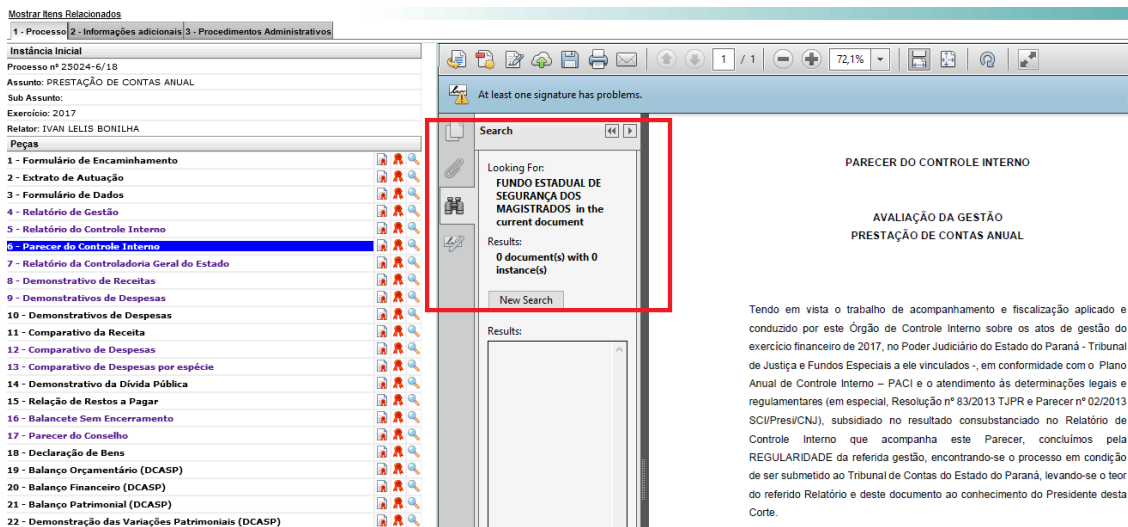 Mostrar Itens Relacionados
1 - Processo 2 - Informações adicionais 3 - Procedimentos Administrativos
Instância Inicial
Processo nº 25024-6/18
Assunto: PRESTAÇÃO DE CONTAS ANUAL
Sub Assunto:
Exercício: 2017
Relator: IVAN LELIS BONILHA
Peças
1 - Formulário de Encaminhamento
2 - Extrato de Autuação
3 - Formulário de Dados
4 - Relatório de Gestão
5 - Relatório do Controle Interno
6 - Parecer do Controle Interno
7 - Relatório da Controladoria Geral do Estado
8 - Demonstrativo de Receitas
9 - Demonstrativos de Despesas
10 - Demonstrativos de Despesas
11 - Comparativo da Receita
12 - Comparativo de Despesas
13 - Comparativo de Despesas por espécie
14 - Demonstrativo da Dívida Pública
15 - Relação de Restos a Pagar
16 - Balancete Sem Encerramento
17 - Parecer do Conselho
18 - Declaração de Bens
19 - Balanço Orçamentário (DCASP)
20 - Balanço Financeiro (DCASP)
21 - Balanço Patrimonial (DCASP)
22 - Demonstração das Variações Patrimoniais (DCASP)
1 / 1
72,1%
At least one signature has problems.
Search
Looking For:
FUNDO ESTADUAL DE
SEGURANÇA DOS
MAGISTRADOS in the
current document
Results:
0 document(s) with 0
instance(s)
New Search
Results:
PARECER DO CONTROLE INTERNO
AVALIAÇÃO DA GESTÃO
PRESTAÇÃO DE CONTAS ANUAL
Tendo em vista o trabalho de acompanhamento e fiscalização aplicado e
conduzido por este Órgão de Controle Interno sobre os atos de gestão do
exercício financeiro de 2017, no Poder Judiciário do Estado do Paraná - Tribunal
de Justiça e Fundos Especiais a ele vinculados -, em conformidade com o Plano
Anual de Controle Interno – PACI e o atendimento às determinações legais e
regulamentares (em especial, Resolução nº 83/2013 TJPR e Parecer nº 02/2013
SCI/Presi/CNJ), subsidiado no resultado consubstanciado no Relatório de
Controle Interno que acompanha este Parecer, concluímos pela
REGULARIDADE da referida gestão, encontrando-se o processo em condição
de ser submetido ao Tribunal de Contas do Estado do Paraná, levando-se o teor
do referido Relatório e deste documento ao conhecimento do Presidente desta
Corte.